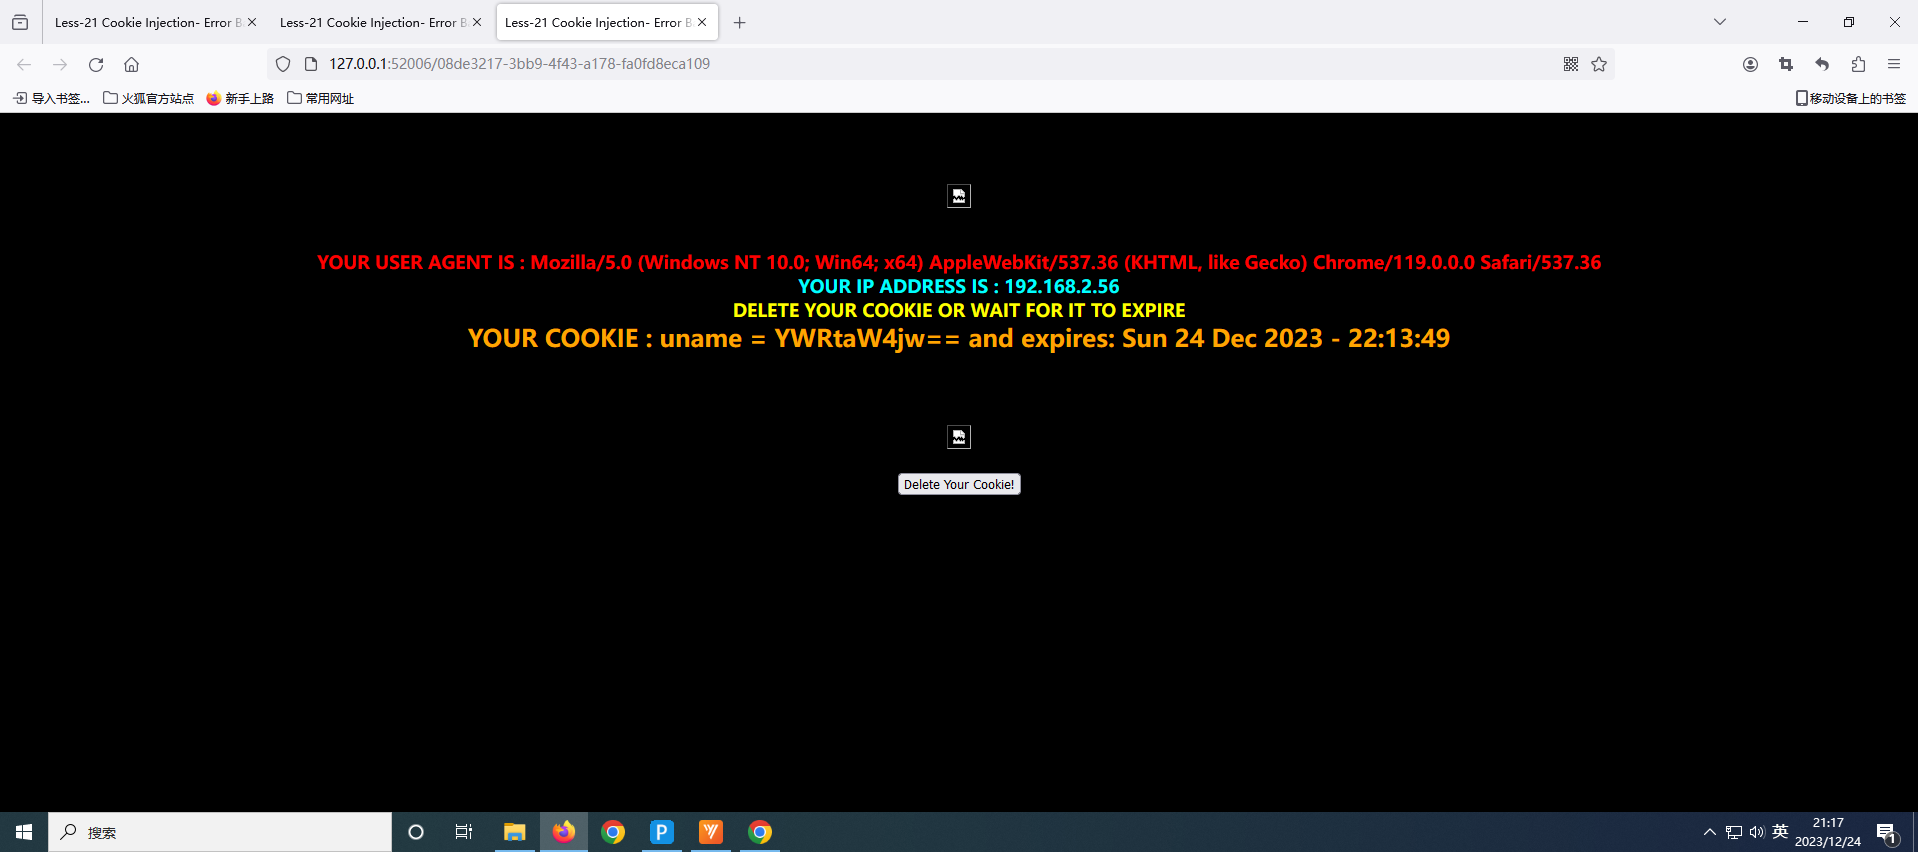 Less-21 Cookie Injection- Error B
Less-21 Cookie Injection- Error B
Less-21 Cookie Injection- Error B
127.0.0.1:52006/08de3217-3bb9-4f43-a178-fa0fd8eca109
导入书签...
火狐官方站点
新手上路
常用网址
移动设备上的书签
YOUR USER AGENT IS : Mozilla/5.0 (Windows NT 10.0; Win64; x64) AppleWebKit/537.36 (KHTML, like Gecko) Chrome/119.0.0.0 Safari/537.36
YOUR IP ADDRESS IS : 192.168.2.56
DELETE YOUR COOKIE OR WAIT FOR IT TO EXPIRE
YOUR COOKIE : uname = YWRtaW4jw== and expires: Sun 24 Dec 2023 - 22:13:49
Delete Your Cookie!
搜索
P
英
21:17
2023/12/24
1